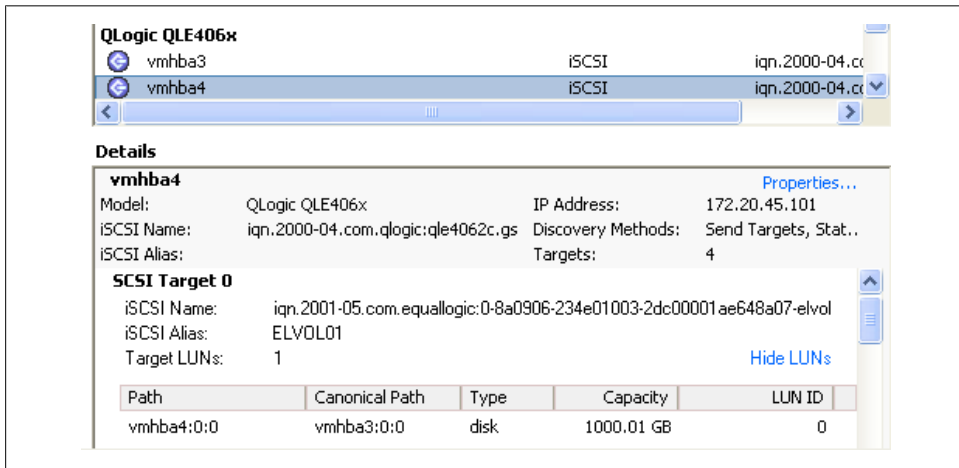 QLogic QLE406x
vmhba3 iSCSI iqn.2000-04.co
vmhba4 iSCSI iqn.2000-04.co
Details
vmhba4 Properties...
Model: QLogic QLE406x IP Address: 172.20.45.101
iSCSI Name: iqn.2000-04.com.qlogic:qle4062c.gs Discovery Methods: Send Targets, Stat..
iSCSI Alias: Targets: 4
SCSI Target 0
iSCSI Name: iqn.2001-05.com.equallogic:0-8a0906-234e01003-2dc00001ae648a07-elvol
iSCSI Alias: ELVOL01
Target LUNs: 1 Hide LUNs
Path Canonical Path Type Capacity LUN ID
vmhba4:0:0 vmhba3:0:0 disk 1000.01 GB 0